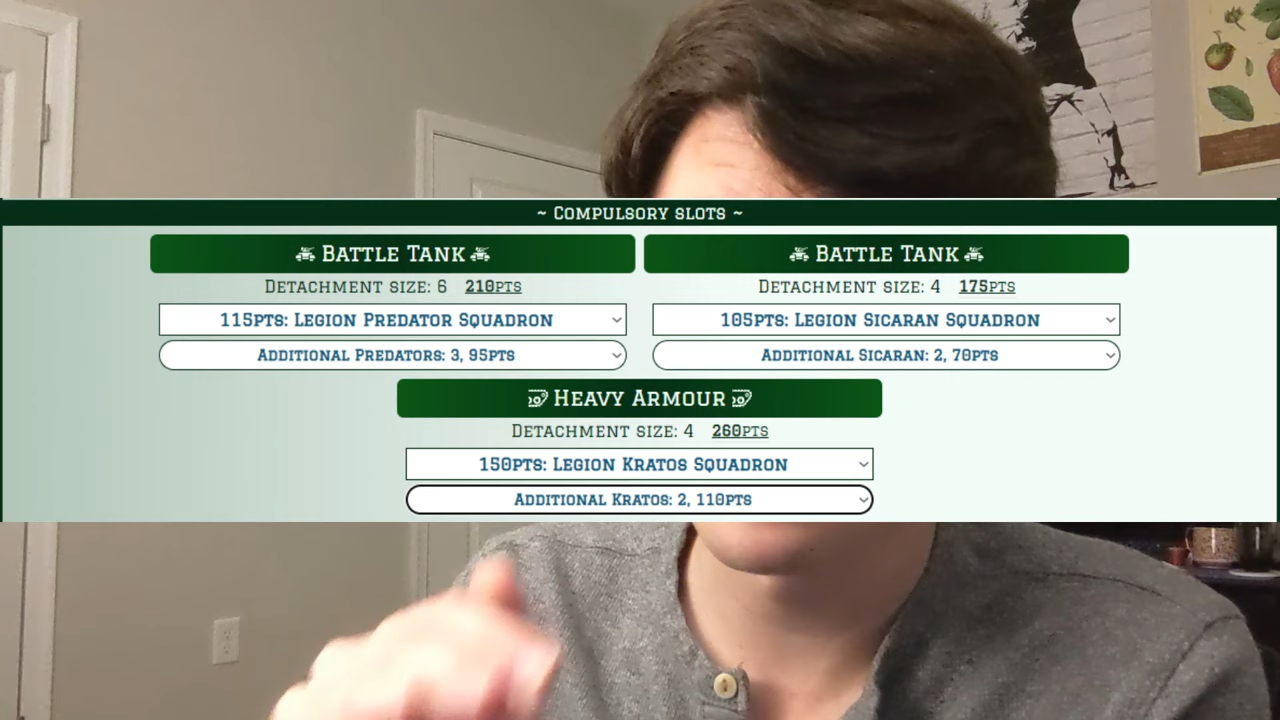 ~ Compulsory slots ~
Battle Tank
Detachment size: 6 210pts
115pts: Legion Predator Squadron
Additional Predators: 3, 95pts
Battle Tank
Detachment size: 4 175pts
105pts: Legion Sicaran Squadron
Additional Sicaran: 2, 70pts
Heavy Armour
Detachment size: 4 260pts
150pts: Legion Kratos Squadron
Additional Kratos: 2, 110pts